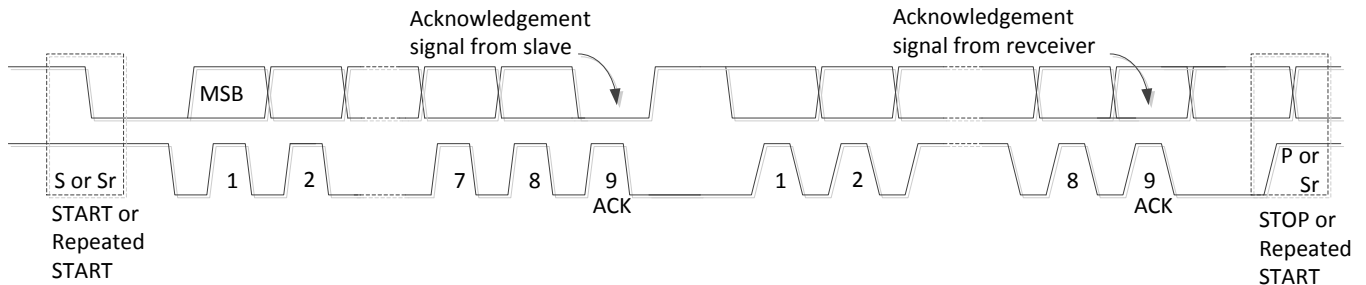 Acknowledgement
signal from slave
Acknowledgement
signal from revceiver
MSB
S or Sr
1
2
7
8
9
ACK
1
2
8
9
ACK
P or
Sr
START or
Repeated
START
STOP or
Repeated
START